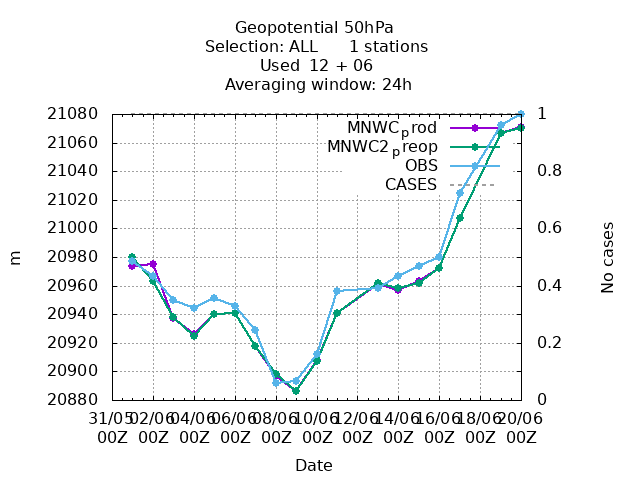 Geopotential 50hPa
Selection: ALL 1 stations
Used 12 + 06
Averaging window: 24h
21080
21060
21040
21020
21000
20980
20960
20940
20920
20900
20880
1
0.8
0.6
0.4
0.2
0
m
No cases
MNWCprod
MNWC2preop
OBS
CASES
31/05 02/06 04/06 06/06 08/06 10/06 12/06 14/06 16/06 18/06 20/06
00Z 00Z 00Z 00Z 00Z 00Z 00Z 00Z 00Z 00Z 00Z
Date